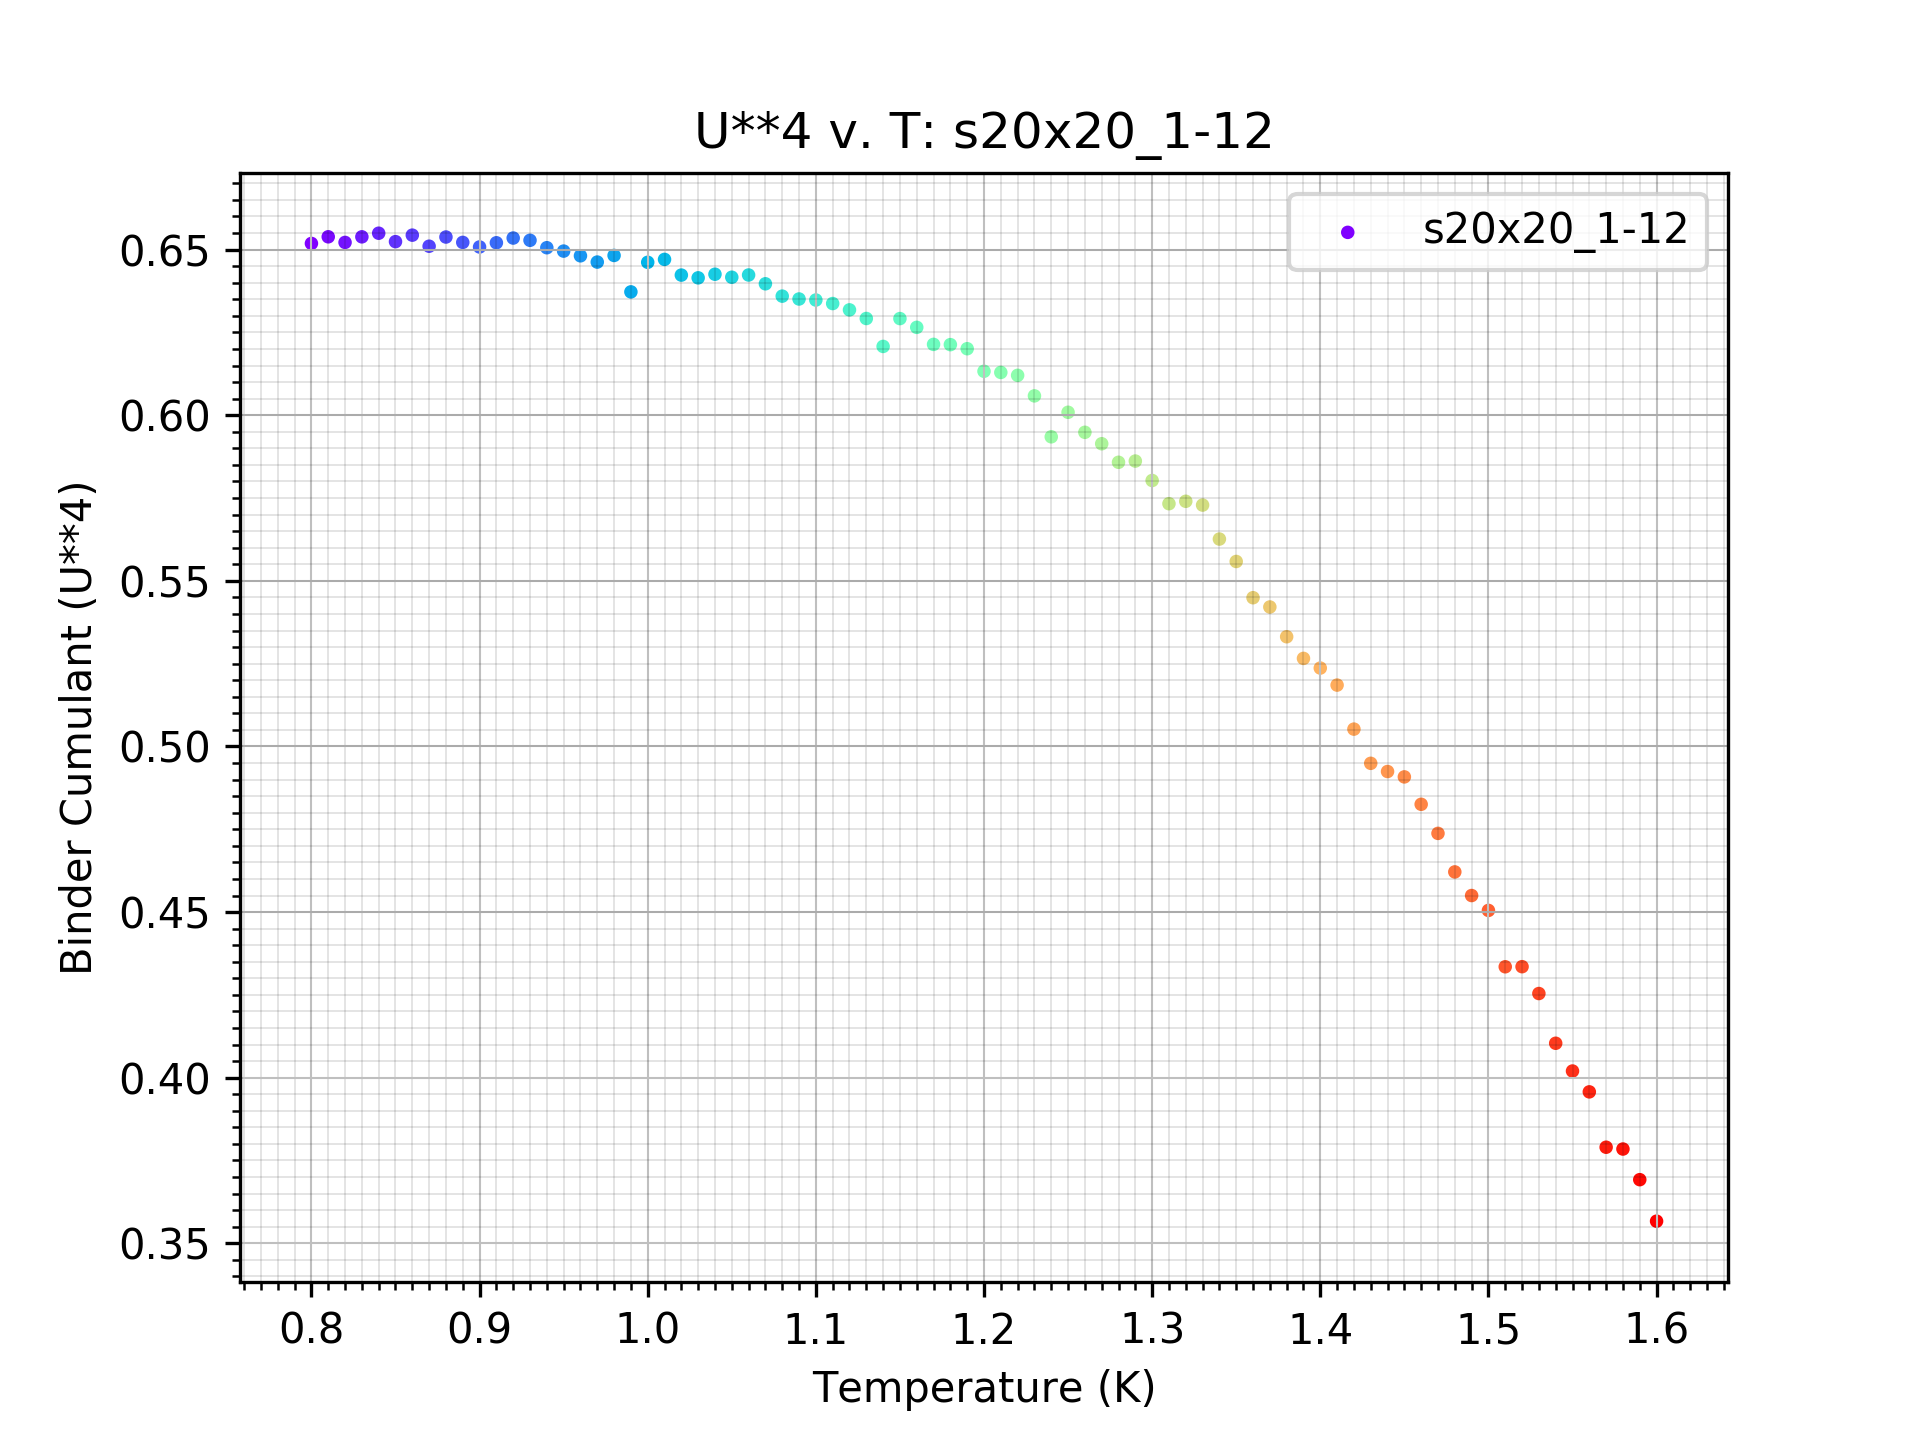 U**4 v. T: s20x20_1-12
s20x20_1-12
Binder Cumulant (U**4)
0.65
0.60
0.55
0.50
0.45
0.40
0.35
0.8 0.9 1.0 1.1 1.2 1.3 1.4 1.5 1.6
Temperature (K)